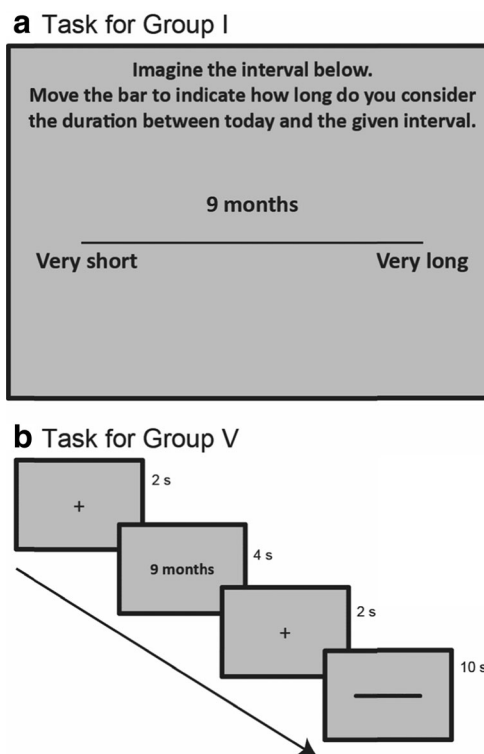 a Task for Group I
Imagine the interval below.
Move the bar to indicate how long do you consider
the duration between today and the given interval.
9 months
Very short
Very long
b Task for Group V
+
2 s
9 months
4 s
+
2 s
10 s